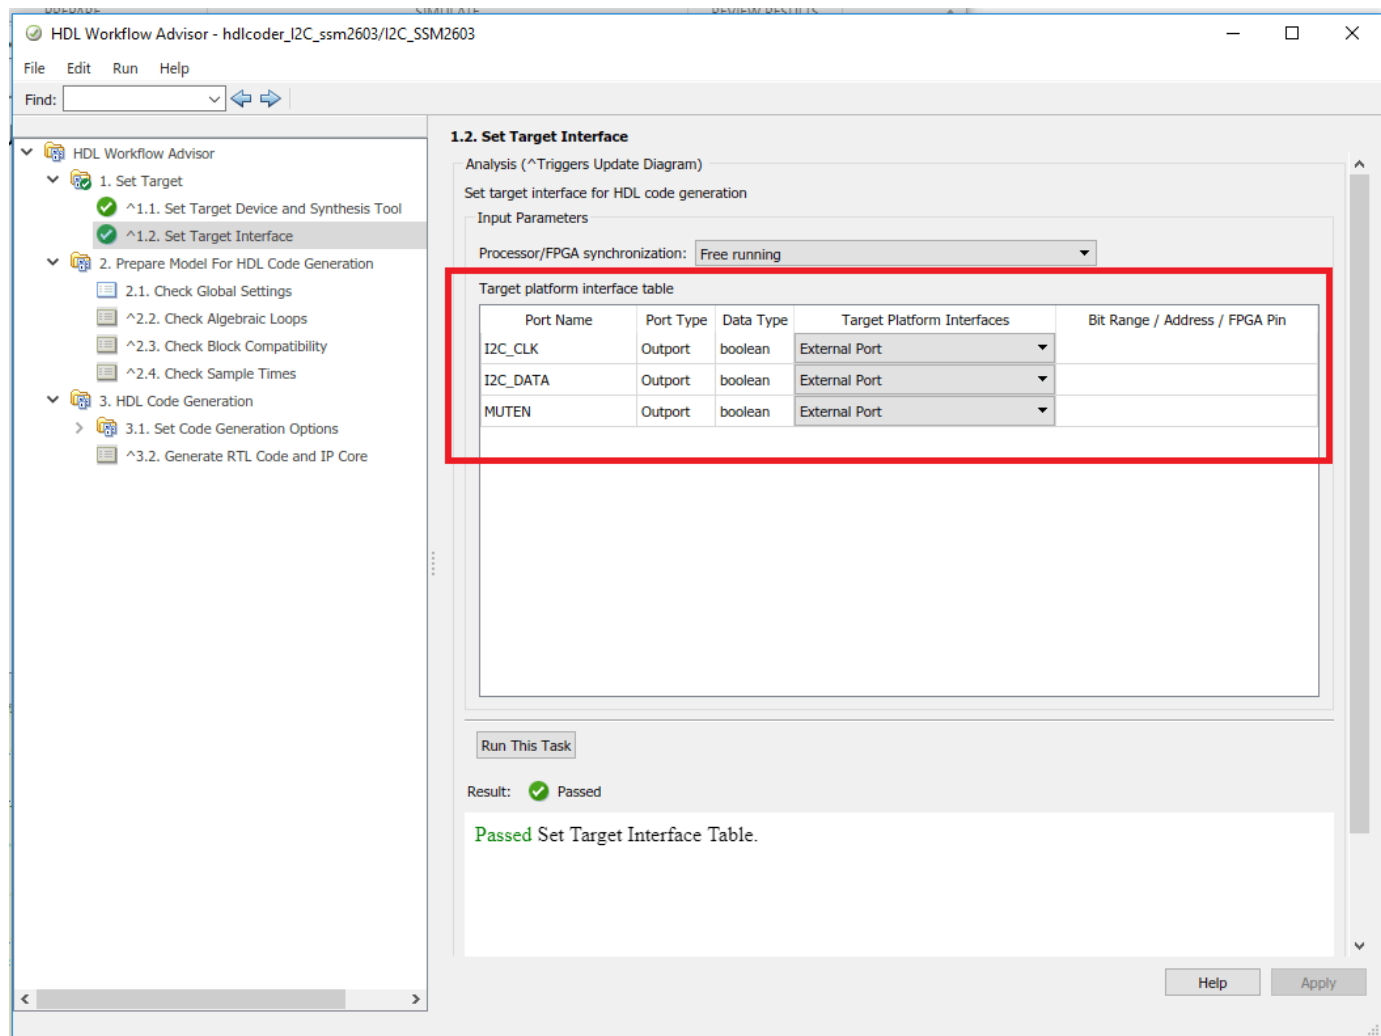 PREPARE SIMULATE REVIEW RESULTS
HDL Workflow Advisor - hdlcoder_I2C_ssm2603/I2C_SSM2603
File Edit Run Help
Find:
HDL Workflow Advisor
1. Set Target
^1.1. Set Target Device and Synthesis Tool
^1.2. Set Target Interface
2. Prepare Model For HDL Code Generation
2.1. Check Global Settings
^2.2. Check Algebraic Loops
^2.3. Check Block Compatibility
^2.4. Check Sample Times
3. HDL Code Generation
3.1. Set Code Generation Options
^3.2. Generate RTL Code and IP Core
1.2. Set Target Interface
Analysis (^Triggers Update Diagram)
Set target interface for HDL code generation
Input Parameters
Processor/FPGA synchronization: Free running
Target platform interface table
Port Name Port Type Data Type Target Platform Interfaces Bit Range / Address / FPGA Pin
I2C_CLK Outport boolean External Port
I2C_DATA Outport boolean External Port
MUTEN Outport boolean External Port
Run This Task
Result: Passed
Passed Set Target Interface Table.
Help Apply